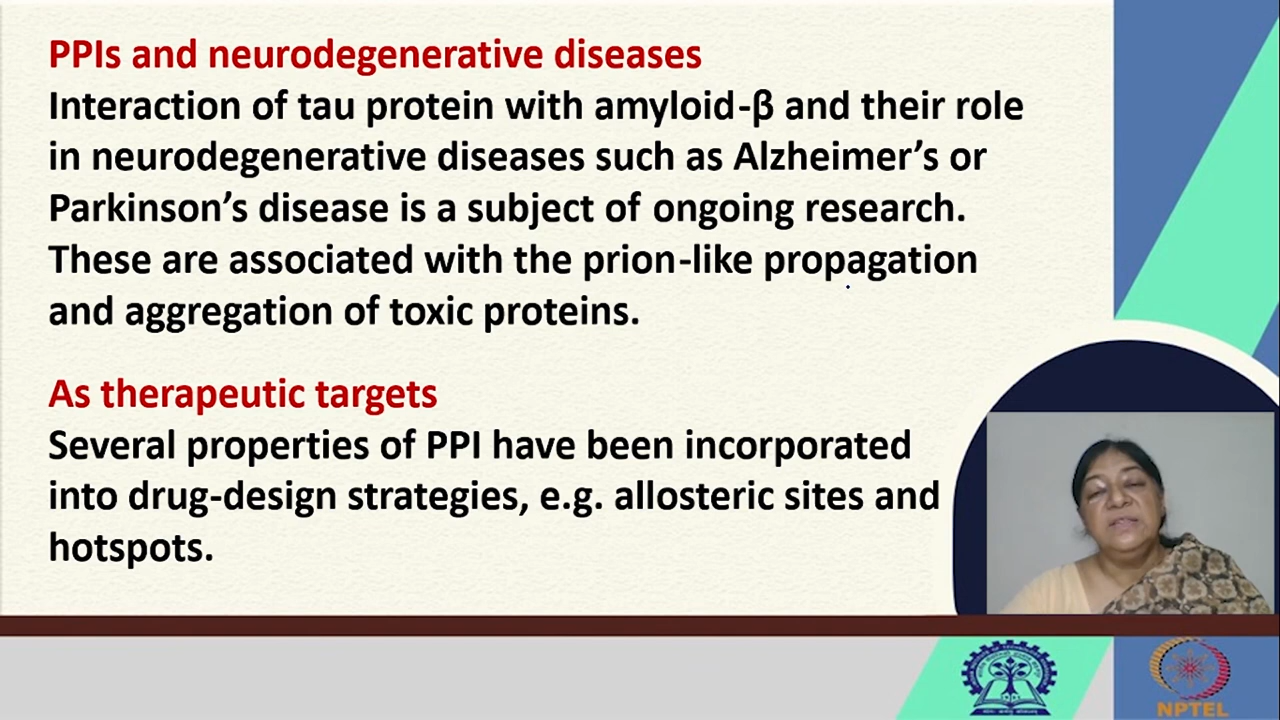 PPIs and neurodegenerative diseases
Interaction of tau protein with amyloid-β and their role
in neurodegenerative diseases such as Alzheimer’s or
Parkinson’s disease is a subject of ongoing research.
These are associated with the prion-like propagation
and aggregation of toxic proteins.
As therapeutic targets
Several properties of PPI have been incorporated
into drug-design strategies, e.g. allosteric sites and
hotspots.
NPTEL